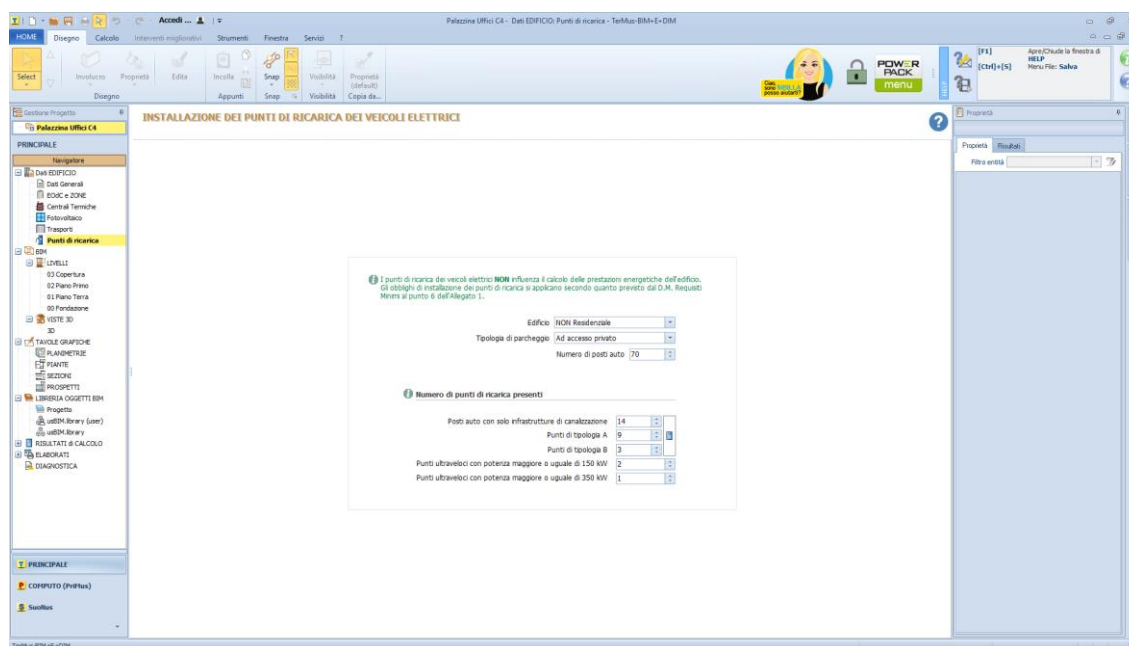 Accedi ...
Palazzina Uffici C4 - Dati EDIFICIO: Punti di ricarica - TerMus-BIM+E+DIM
HOME Disegno Calcolo Interventi migliorativi Strumenti Finestra Servizi ?
Select Involucro Proprietà Edita Incolla Snap Visibilità Proprietà (default)
Disegno Appunti Snap Visibilità Copia da...
Ciao,
sono SIBILLA
posso aiutarti?
POWER
PACK
menu
HELP
[F1] Apre/Chiude la finestra di HELP
[Ctrl]+[S] Menu File: Salva
Gestione Progetto
Palazzina Uffici C4
PRINCIPALE
Navigatore
Dati EDIFICIO
Dati Generali
EOdC e ZONE
Centrali Termiche
Fotovoltaico
Trasporti
Punti di ricarica
BIM
LIVELLI
03 Copertura
02 Piano Primo
01 Piano Terra
00 Fondazione
VISTE 3D
3D
TAVOLE GRAFICHE
PLANIMETRIE
PIANTE
SEZIONI
PROSPETTI
LIBRERIA OGGETTI BIM
Progetto
usBIM.library (user)
usBIM.library
RISULTATI di CALCOLO
ELABORATI
DIAGNOSTICA
PRINCIPALE
COMPUTO (PriMus)
SuoNus
INSTALLAZIONE DEI PUNTI DI RICARICA DEI VEICOLI ELETTRICI
I punti di ricarica dei veicoli elettrici NON influenza il calcolo delle prestazioni energetiche dell'edificio.
Gli obblighi di installazione dei punti di ricarica si applicano secondo quanto previsto dal D.M. Requisiti
Minimi al punto 6 dell'Allegato 1.
Edificio NON Residenziale
Tipologia di parcheggio Ad accesso privato
Numero di posti auto 70
Numero di punti di ricarica presenti
Posti auto con solo infrastrutture di canalizzazione 14
Punti di tipologia A 9
Punti di tipologia B 3
Punti ultraveloci con potenza maggiore o uguale di 150 kW 2
Punti ultraveloci con potenza maggiore o uguale di 350 kW 1
Proprietà
Proprietà Risultati
Filtro entità